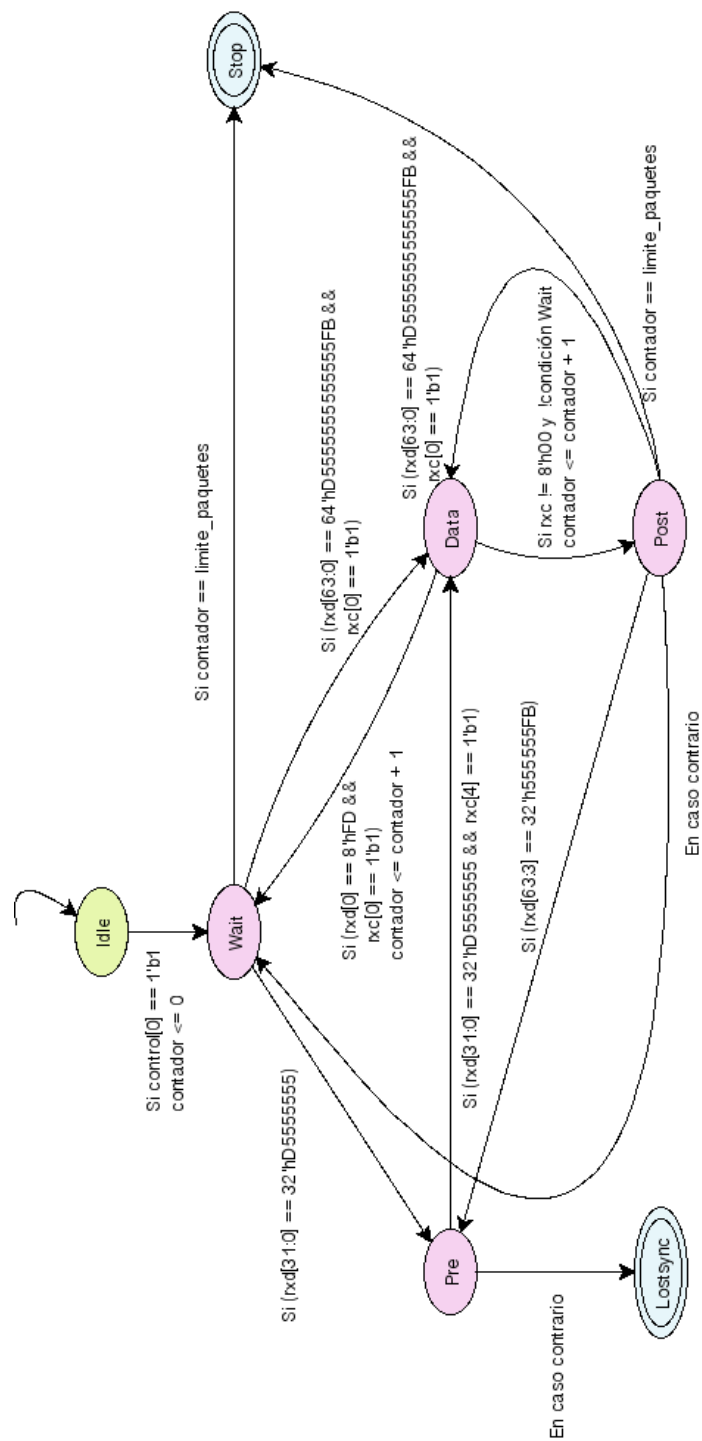 Idle
Si control[0] == 1'b1
contador <= 0
Si contador == limite_paquetes
Wait
Stop
Si (rxd[31:0] == 32'hD5555555)
Si (rxd[63:0] == 64'hD5555555555555FB &&
rxc[0] == 1'b1)
Si (rxd[0] == 8'hFD &&
rxc[0] == 1'b1)
contador <= contador + 1
Si (rxd[63:0] == 64'hD5555555555555FB &&
rxc[0] == 1'b1)
Pre
Data
Si (rxd[31:0] == 32'hD5555555 && rxc[4] == 1'b1)
Si (rxd[63:3] == 32'h555555FB)
Si rxc != 8'h00 y !condición Wait
contador <= contador + 1
En caso contrario
Lostsync
Post
Si contador == limite_paquetes
En caso contrario